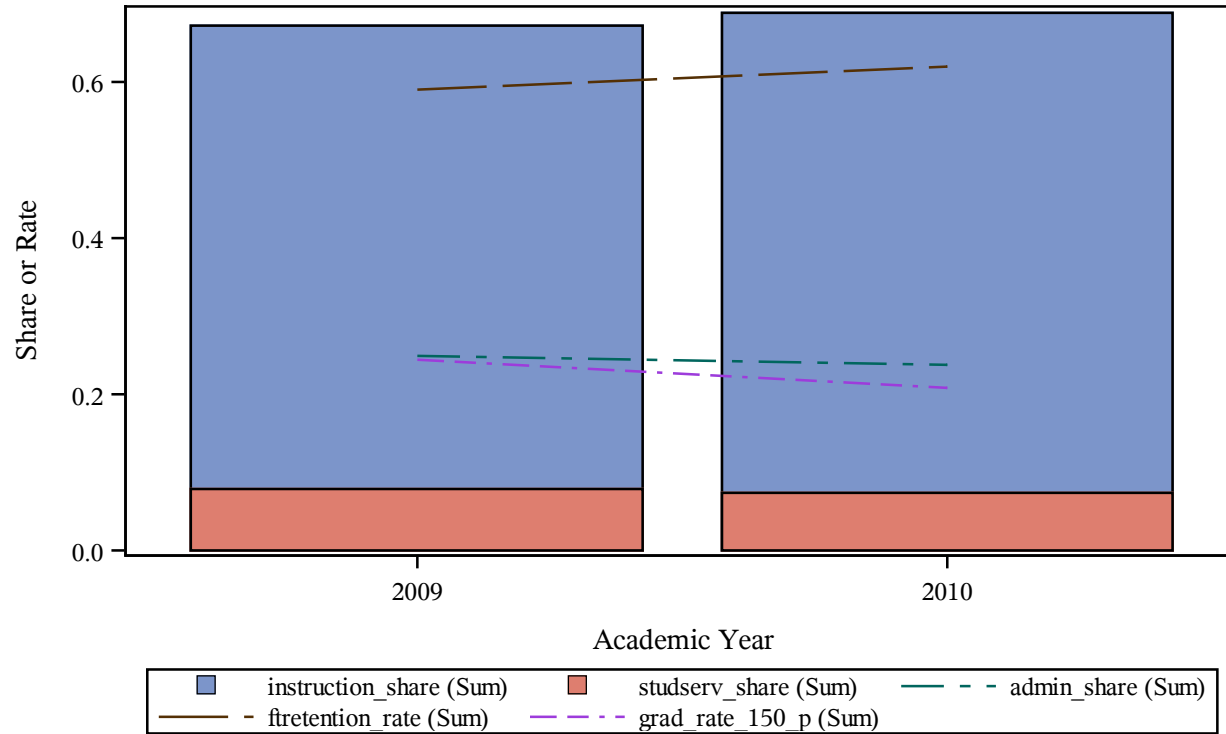 Share or Rate
0.6
0.4
0.2
0.0
2009 2010
Academic Year
instruction_share (Sum) studserv_share (Sum) admin_share (Sum)
ftretention_rate (Sum) grad_rate_150_p (Sum)